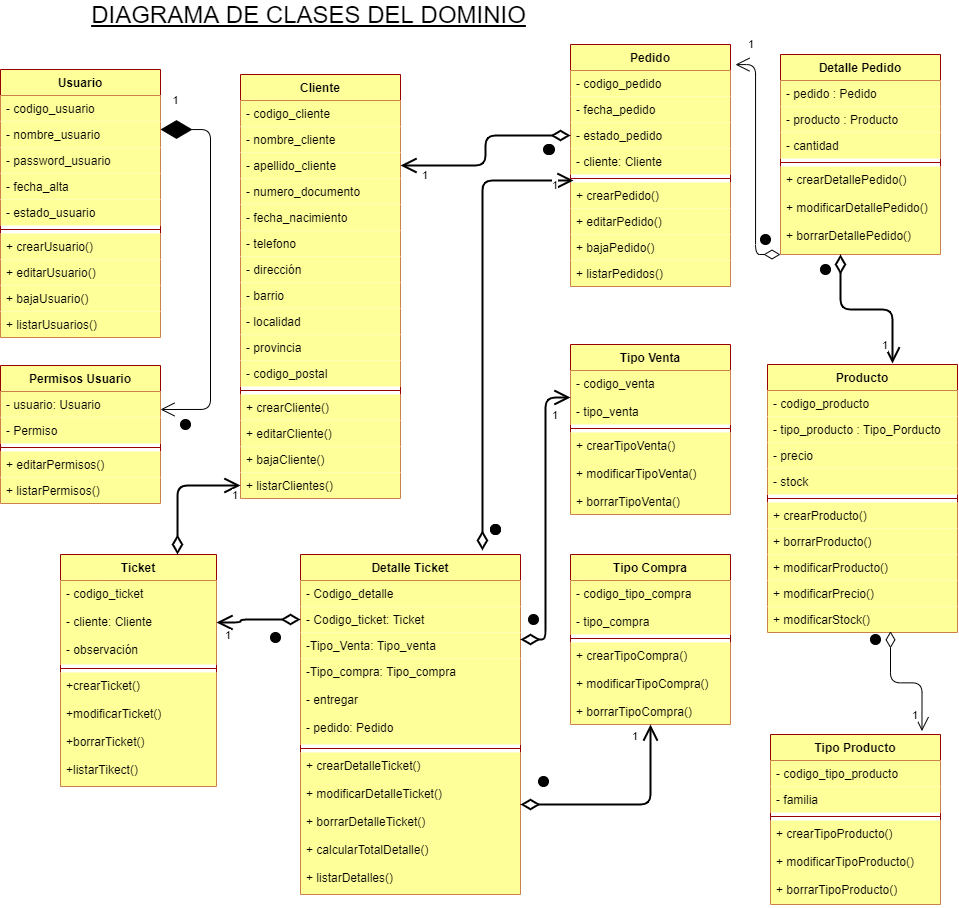 DIAGRAMA DE CLASES DEL DOMINIO
Usuario
- codigo_usuario
- nombre_usuario
- password_usuario
- fecha_alta
- estado_usuario
+ crearUsuario()
+ editarUsuario()
+ bajaUsuario()
+ listarUsuarios()
1
Permisos Usuario
- usuario: Usuario
- Permiso
+ editarPermisos()
+ listarPermisos()
Cliente
- codigo_cliente
- nombre_cliente
- apellido_cliente
- numero_documento
- fecha_nacimiento
- telefono
- dirección
- barrio
- localidad
- provincia
- codigo_postal
+ crearCliente()
+ editarCliente()
+ bajaCliente()
+ listarClientes()
1
1
Pedido
- codigo_pedido
- fecha_pedido
- estado_pedido
- cliente: Cliente
+ crearPedido()
+ editarPedido()
+ bajaPedido()
+ listarPedidos()
1
1
Detalle Pedido
- pedido : Pedido
- producto : Producto
- cantidad
+ crearDetallePedido()
+ modificarDetallePedido()
+ borrarDetallePedido()
Tipo Venta
- codigo_venta
- tipo_venta
+ crearTipoVenta()
+ modificarTipoVenta()
+ borrarTipoVenta()
1
Producto
- codigo_producto
- tipo_producto : Tipo_Porducto
- precio
- stock
+ crearProducto()
+ borrarProducto()
+ modificarProducto()
+ modificarPrecio()
+ modificarStock()
1
Ticket
- codigo_ticket
- cliente: Cliente
- observación
+crearTicket()
+modificarTicket()
+borrarTicket()
+listarTikect()
1
Detalle Ticket
- Codigo_detalle
- Codigo_ticket: Ticket
-Tipo_Venta: Tipo_venta
-Tipo_compra: Tipo_compra
- entregar
- pedido: Pedido
+ crearDetalleTicket()
+ modificarDetalleTicket()
+ borrarDetalleTicket()
+ calcularTotalDetalle()
+ listarDetalles()
Tipo Compra
- codigo_tipo_compra
- tipo_compra
+ crearTipoCompra()
+ modificarTipoCompra()
+ borrarTipoCompra()
1
1
Tipo Producto
- codigo_tipo_producto
- familia
+ crearTipoProducto()
+ modificarTipoProducto()
+ borrarTipoProducto()